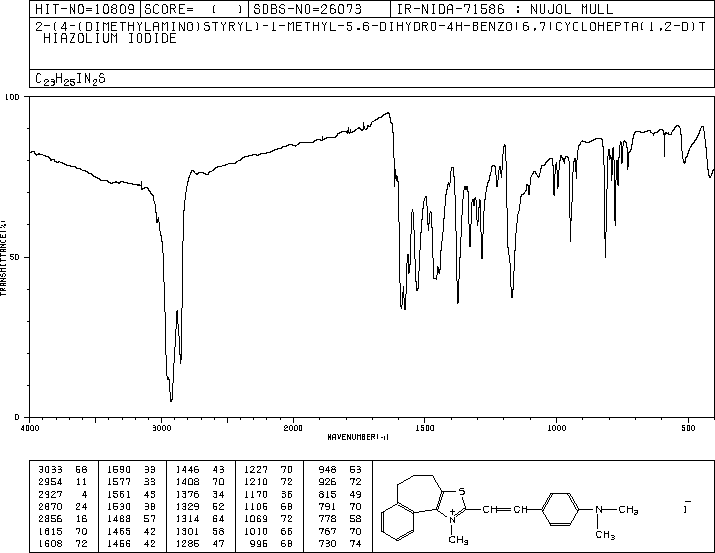 HIT-NO=10809 SCORE= ( ) SDBS-NO=26073 IR-NIDA-71586 : NUJOL MULL
2-(4-(DIMETHYLAMINO)STYRYL)-1-METHYL-5,6-DIHYDRO-4H-BENZO(6,7)CYCLOHEPTA(1,2-D)T
HIAZOLIUM IODIDE
C23H25IN2S
100
50
0
TRANSMITTANCE(%)
4000 3000 2000 1500 1000 500
WAVENUMBER(-1)
3033 68 1590 33 1446 43 1227 70 948 53
2954 11 1577 33 1408 70 1210 72 926 72
2927 4 1561 43 1376 34 1170 36 815 49
2870 24 1530 38 1329 52 1106 68 791 70
2856 16 1488 57 1314 64 1069 72 778 58
1615 70 1465 42 1301 58 1010 66 767 70
1608 72 1456 42 1285 47 996 68 730 74
S
CH CH
N CH3
CH3
N+
CH3
I-